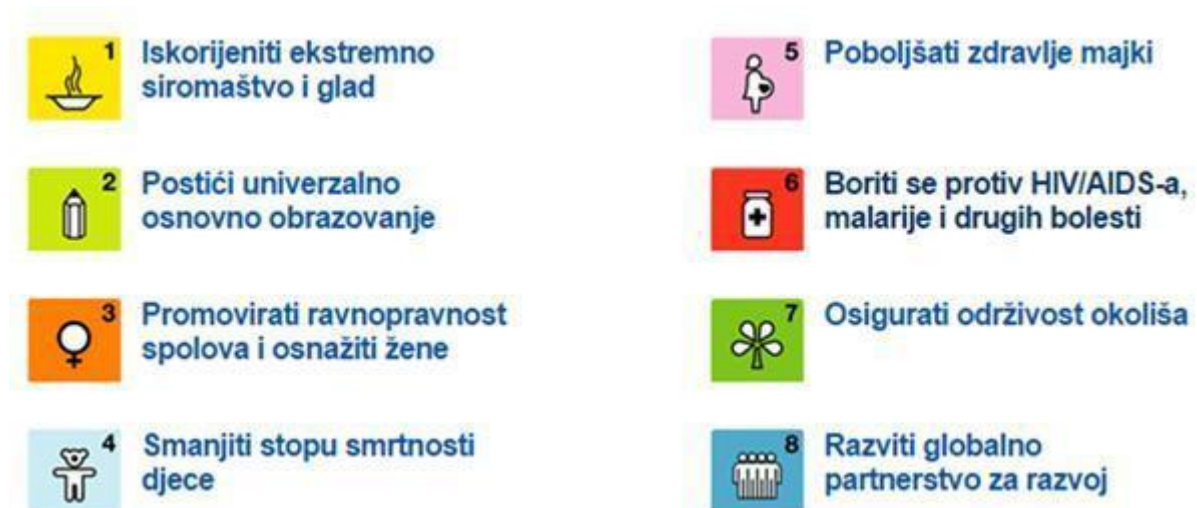 1
Iskorijeniti ekstremno
siromaštvo i glad
2
Postići univerzalno
osnovno obrazovanje
3
Promovirati ravnopravnost
spolova i osnažiti žene
4
Smanjiti stopu smrtnosti
djece
5
Poboljšati zdravlje majki
6
Boriti se protiv HIV/AIDS-a,
malarije i drugih bolesti
7
Osigurati održivost okoliša
8
Razviti globalno
partnerstvo za razvoj